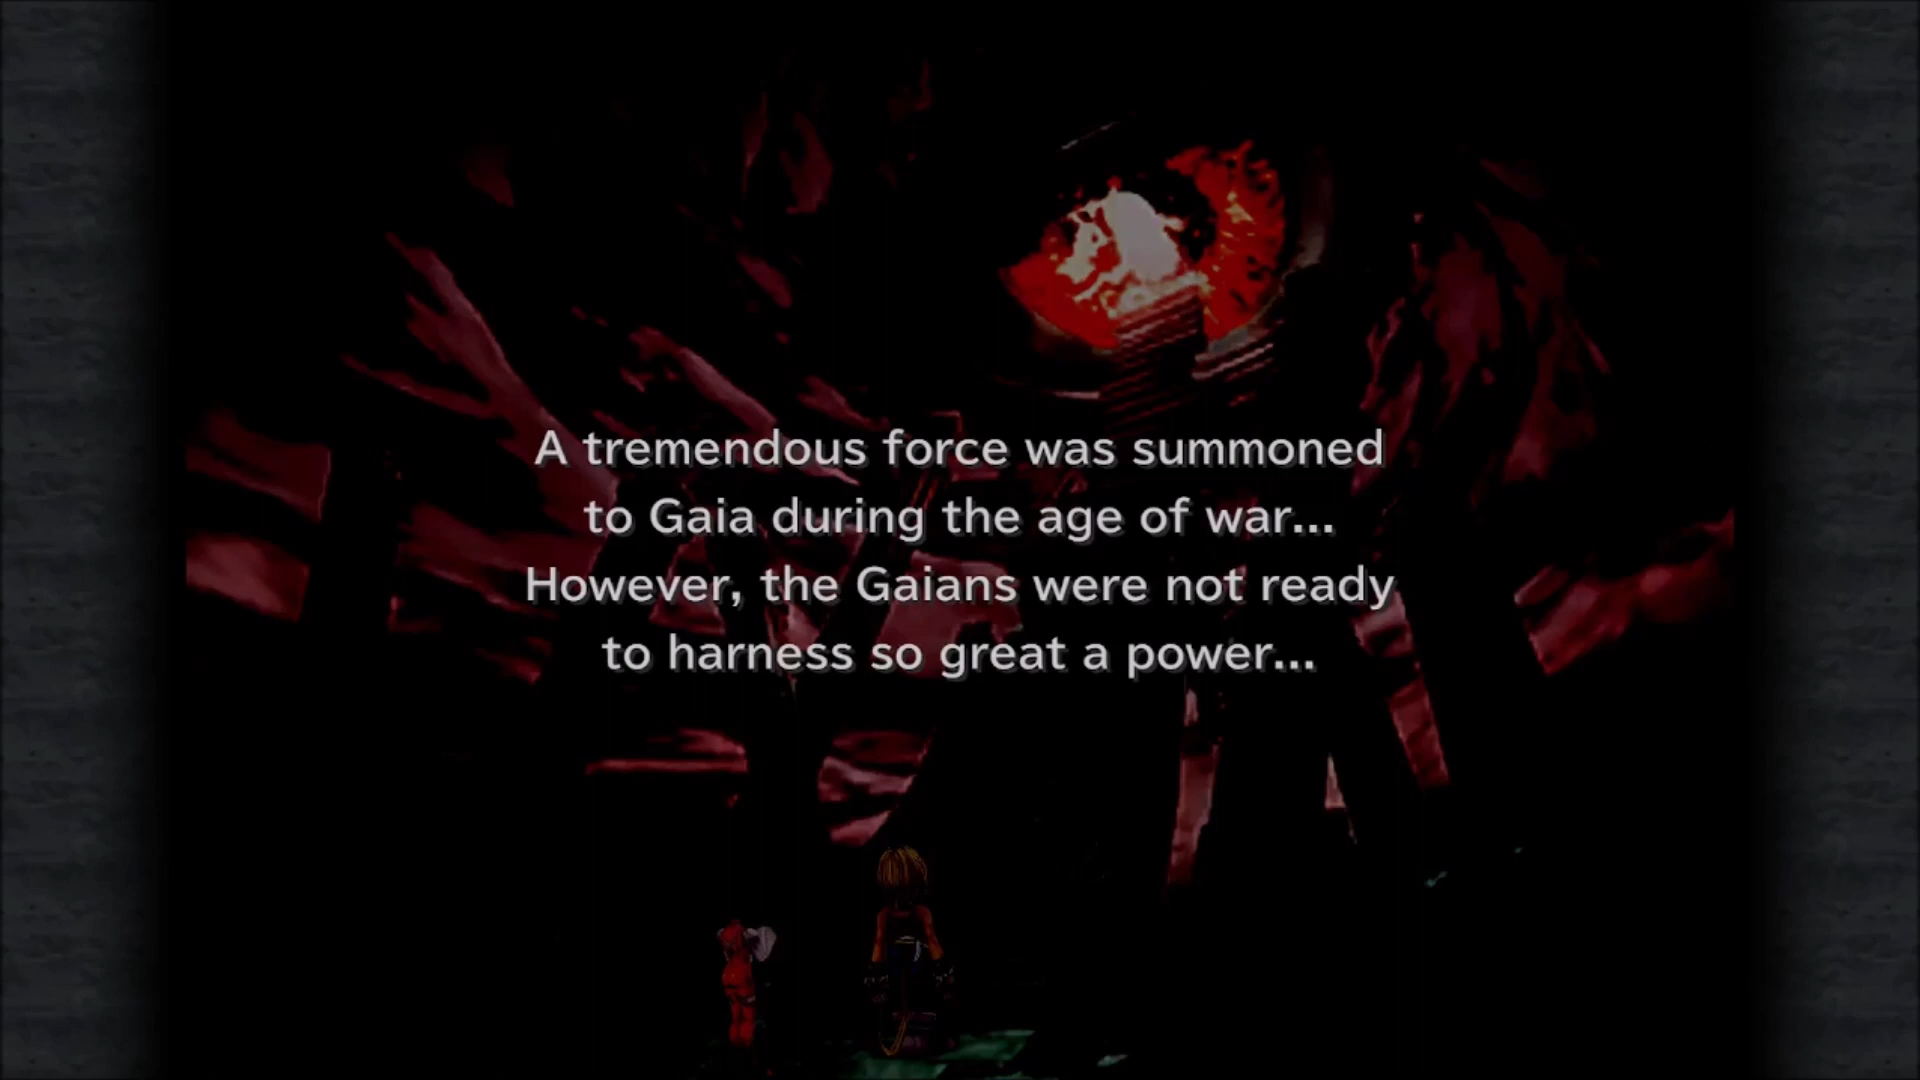 A tremendous force was summoned
to Gaia during the age of war...
However, the Gaians were not ready
to harness so great a power...